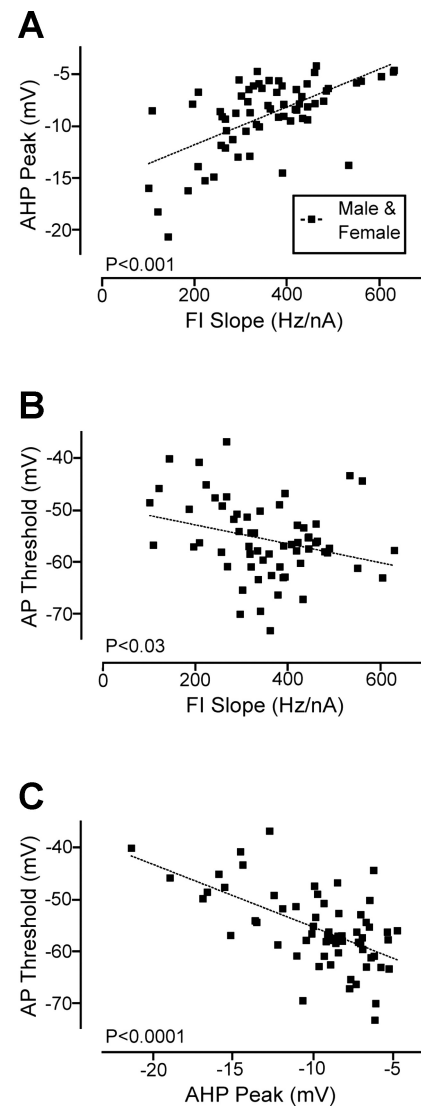 A
AHP Peak (mV)
-5
-10
-15
-20
Male &
Female
P<0.001
0
200
400
600
FI Slope (Hz/nA)
B
AP Threshold (mV)
-40
-50
-60
-70
P<0.03
0
200
400
600
FI Slope (Hz/nA)
C
AP Threshold (mV)
-40
-50
-60
-70
P<0.0001
-20
-15
-10
-5
AHP Peak (mV)